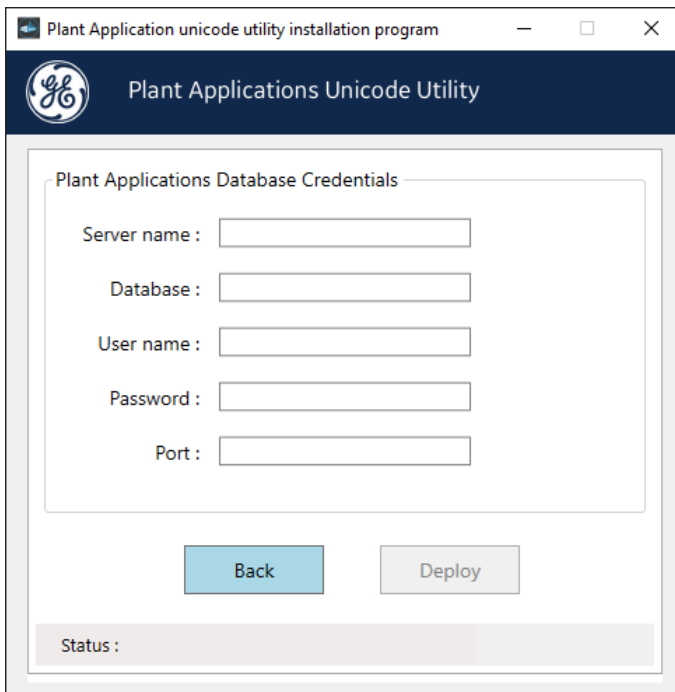 Plant Application unicode utility installation program
GE
Plant Applications Unicode Utility
Plant Applications Database Credentials
Server name :
Database :
User name :
Password :
Port :
Back
Deploy
Status :